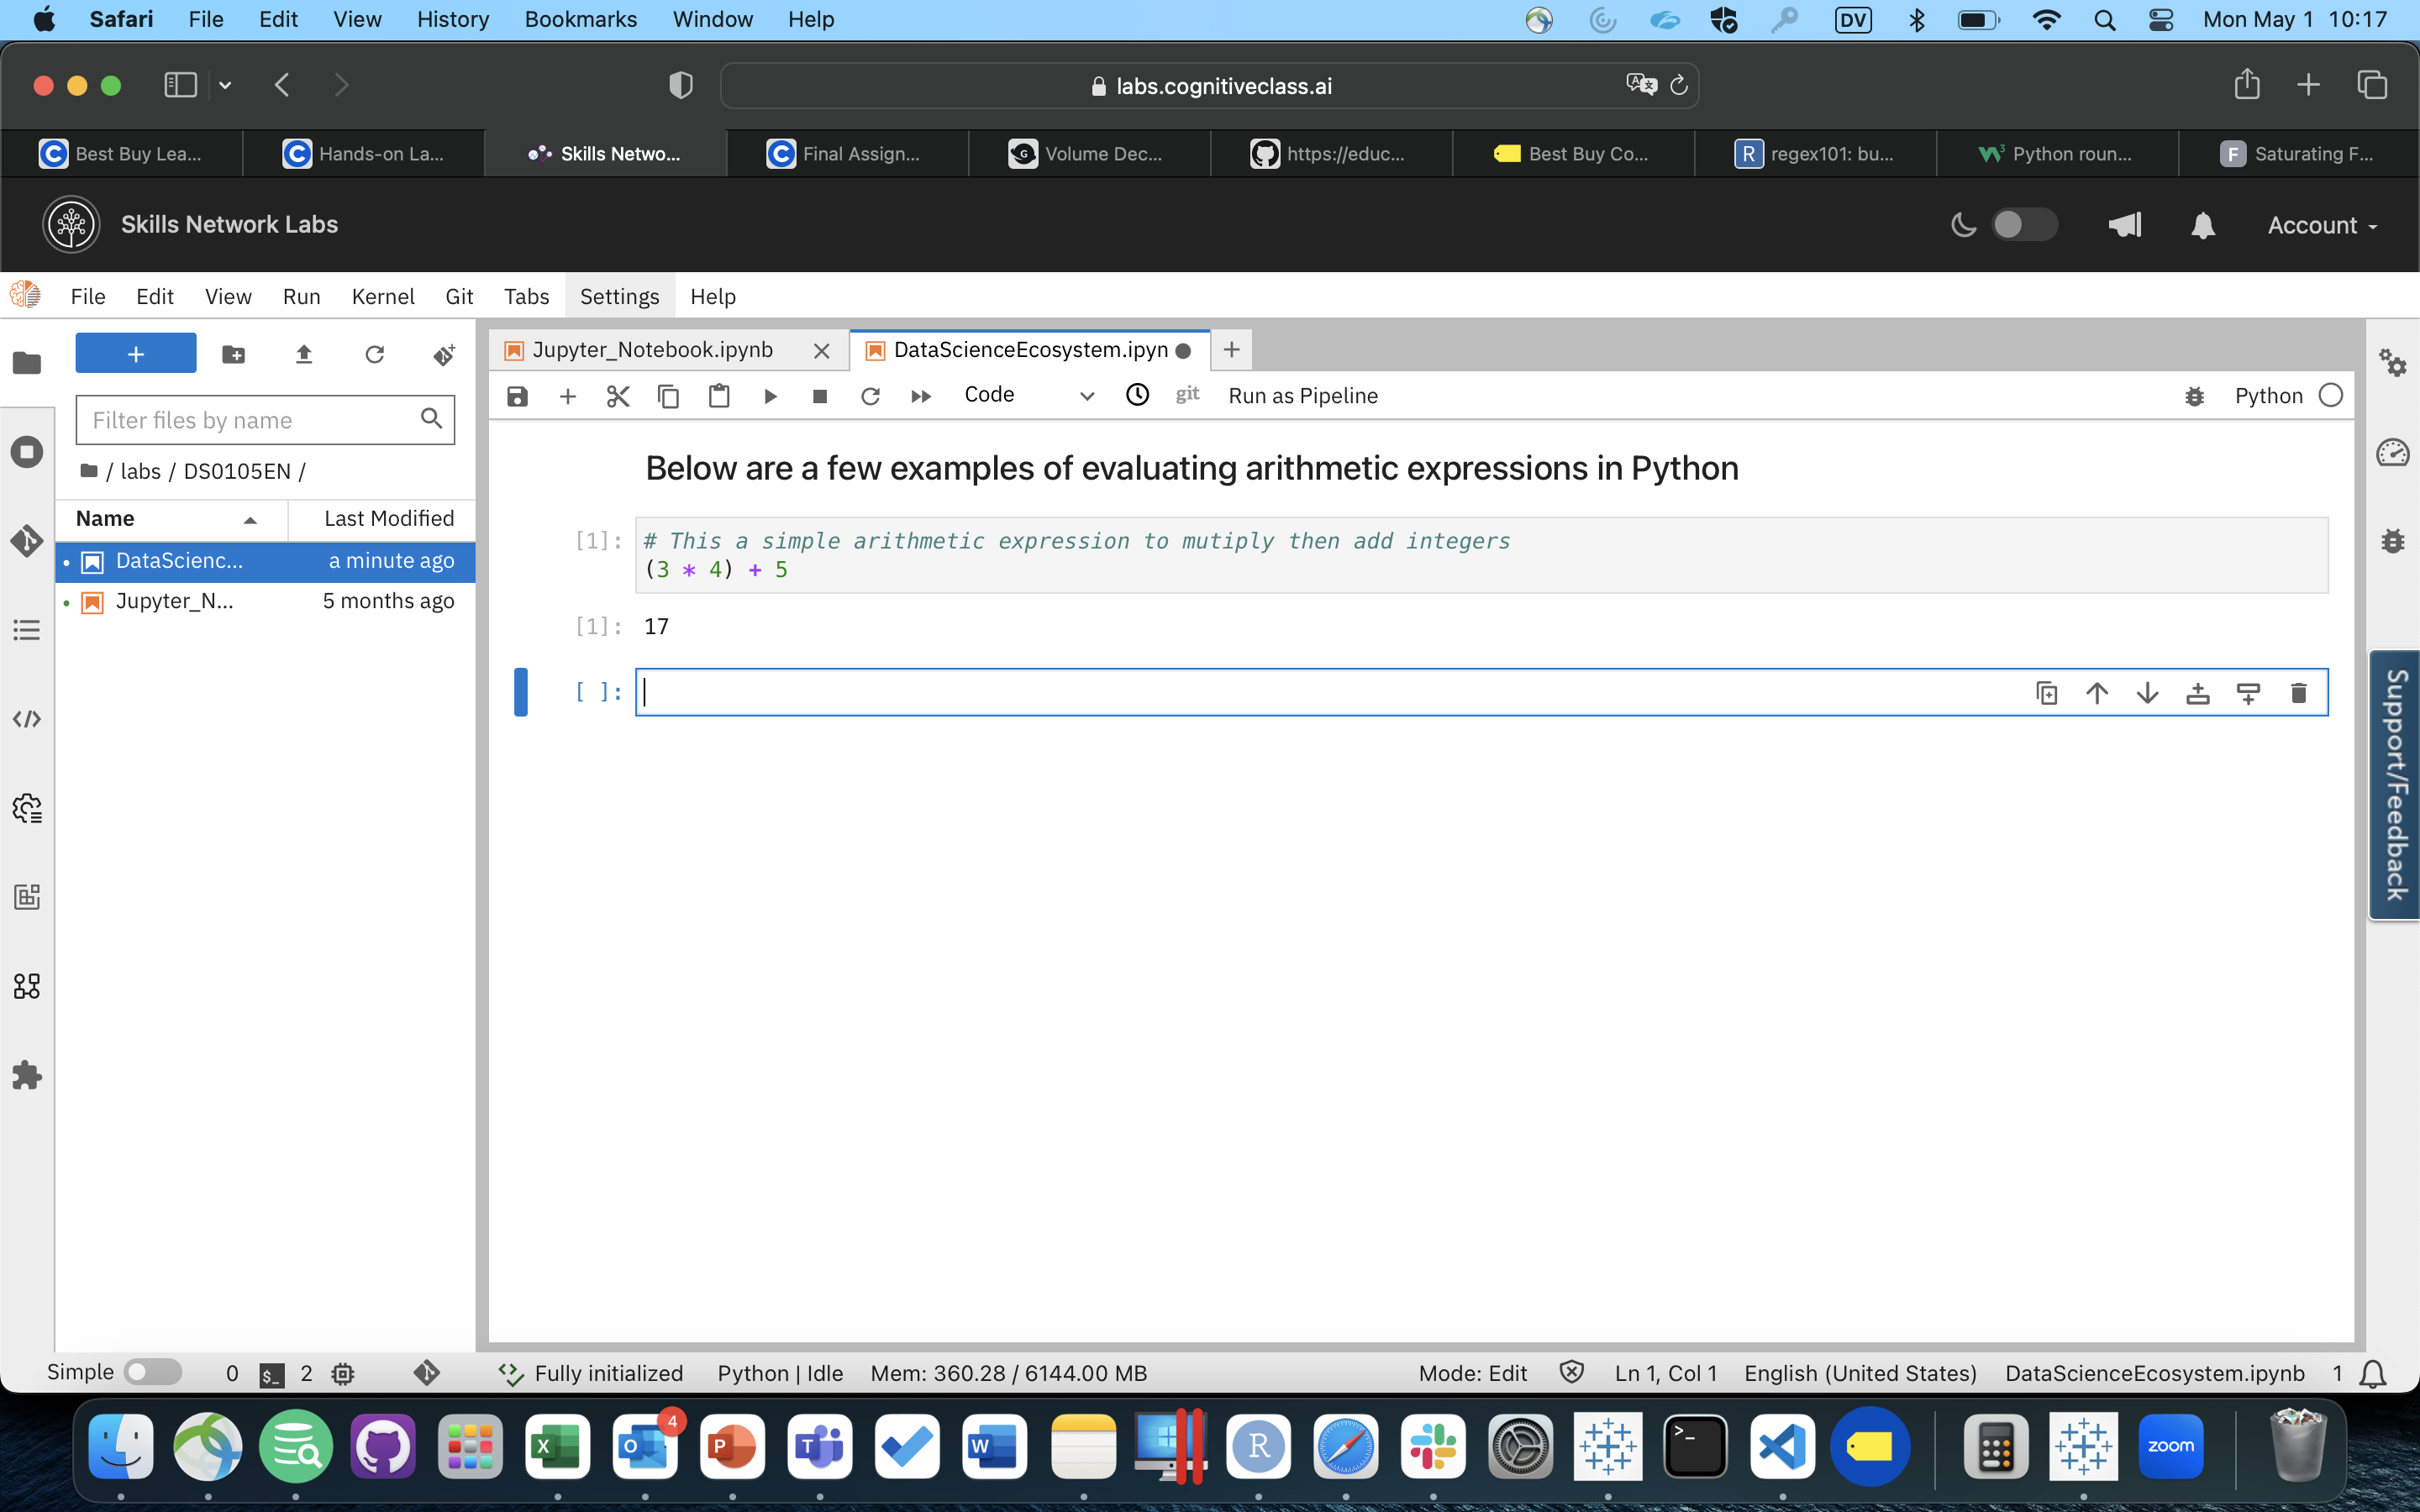 Safari File Edit View History Bookmarks Window Help DV Mon May 1 10:17
labs.cognitiveclass.ai
Best Buy Lea... Hands-on La... Skills Netwo... Final Assign... Volume Dec... https://educ... Best Buy Co... regex101: bu... Python roun... Saturating F...
Skills Network Labs Account
File Edit View Run Kernel Git Tabs Settings Help
Jupyter_Notebook.ipynb DataScienceEcosystem.ipyn
Code git Run as Pipeline Python
Filter files by name
/ labs / DS0105EN /
Name Last Modified
DataScienc... a minute ago
Jupyter_N... 5 months ago
Below are a few examples of evaluating arithmetic expressions in Python
[1]: # This a simple arithmetic expression to mutiply then add integers
(3 * 4) + 5
[1]: 17
[ ]:
Support/Feedback
Simple 0 $_ 2 Fully initialized Python | Idle Mem: 360.28 / 6144.00 MB Mode: Edit Ln 1, Col 1 English (United States) DataScienceEcosystem.ipynb 1
X O 4 P T W R >_ zoom